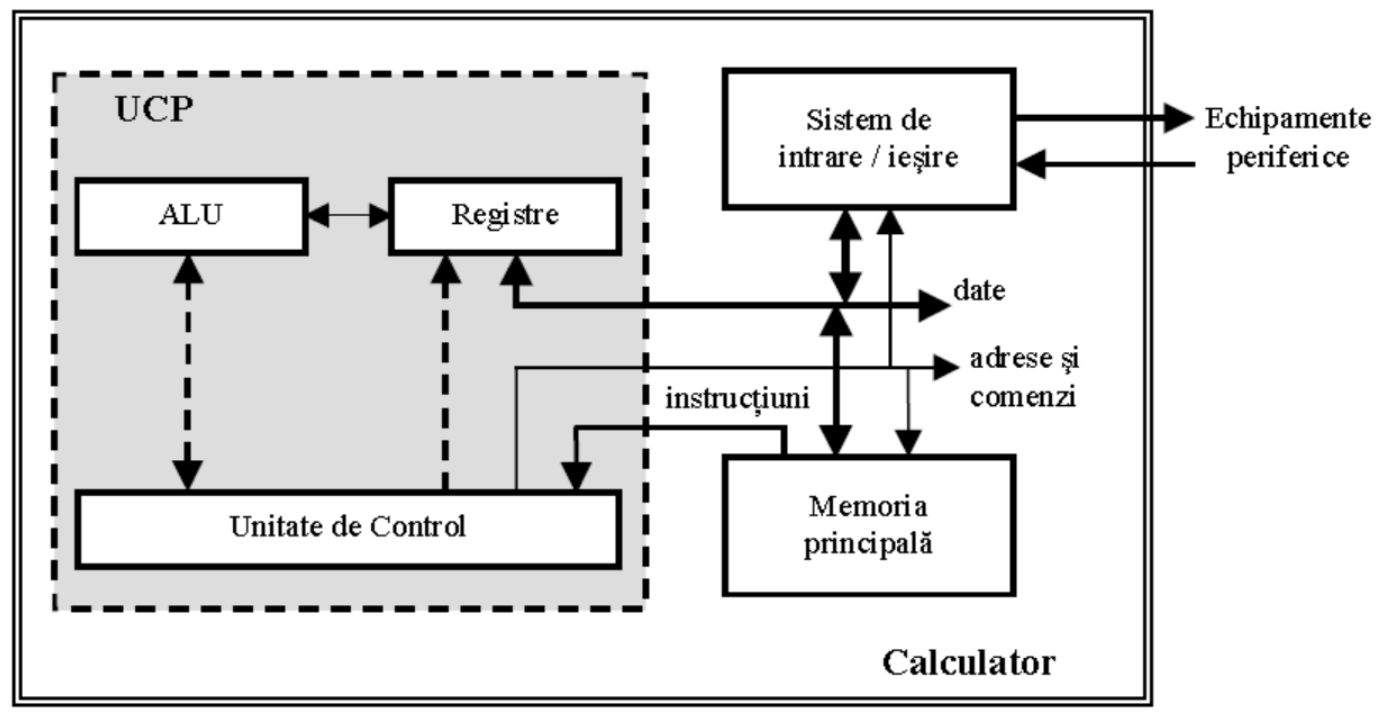 UCP
ALU
Registre
Unitate de Control
Sistem de
intrare / ieşire
Echipamente
periferice
date
adrese şi
comenzi
instrucţiuni
Memoria
principală
Calculator